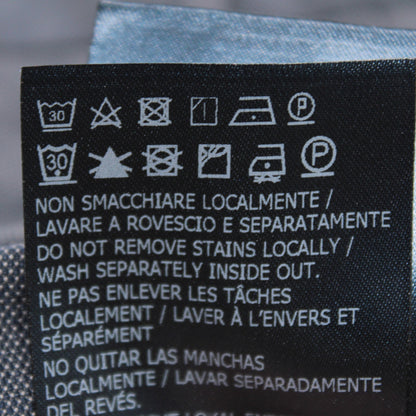 30 P
30 P
NON SMACCHIARE LOCALMENTE /
LAVARE A ROVESCIO E SEPARATAMENTE
DO NOT REMOVE STAINS LOCALLY /
WASH SEPARATELY INSIDE OUT.
NE PAS ENLEVER LES TÂCHES
LOCALEMENT / LAVER À L'ENVERS ET
SÉPARÉMENT
NO QUITAR LAS MANCHAS
LOCALMENTE / LAVAR SEPARADAMENTE
DEL REVÉS.